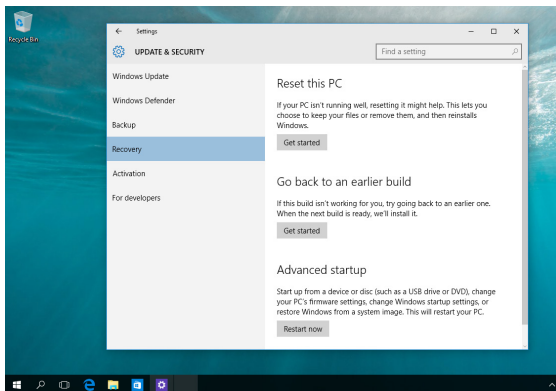 Recycle Bin
Settings
UPDATE & SECURITY
Find a setting
Windows Update
Windows Defender
Backup
Recovery
Activation
For developers
Reset this PC
If your PC isn't running well, resetting it might help. This lets you
choose to keep your files or remove them, and then reinstalls
Windows.
Get started
Go back to an earlier build
If this build isn't working for you, try going back to an earlier one.
When the next build is ready, we'll install it.
Get started
Advanced startup
Start up from a device or disc (such as a USB drive or DVD), change
your PC's firmware settings, change Windows startup settings, or
restore Windows from a system image. This will restart your PC.
Restart now